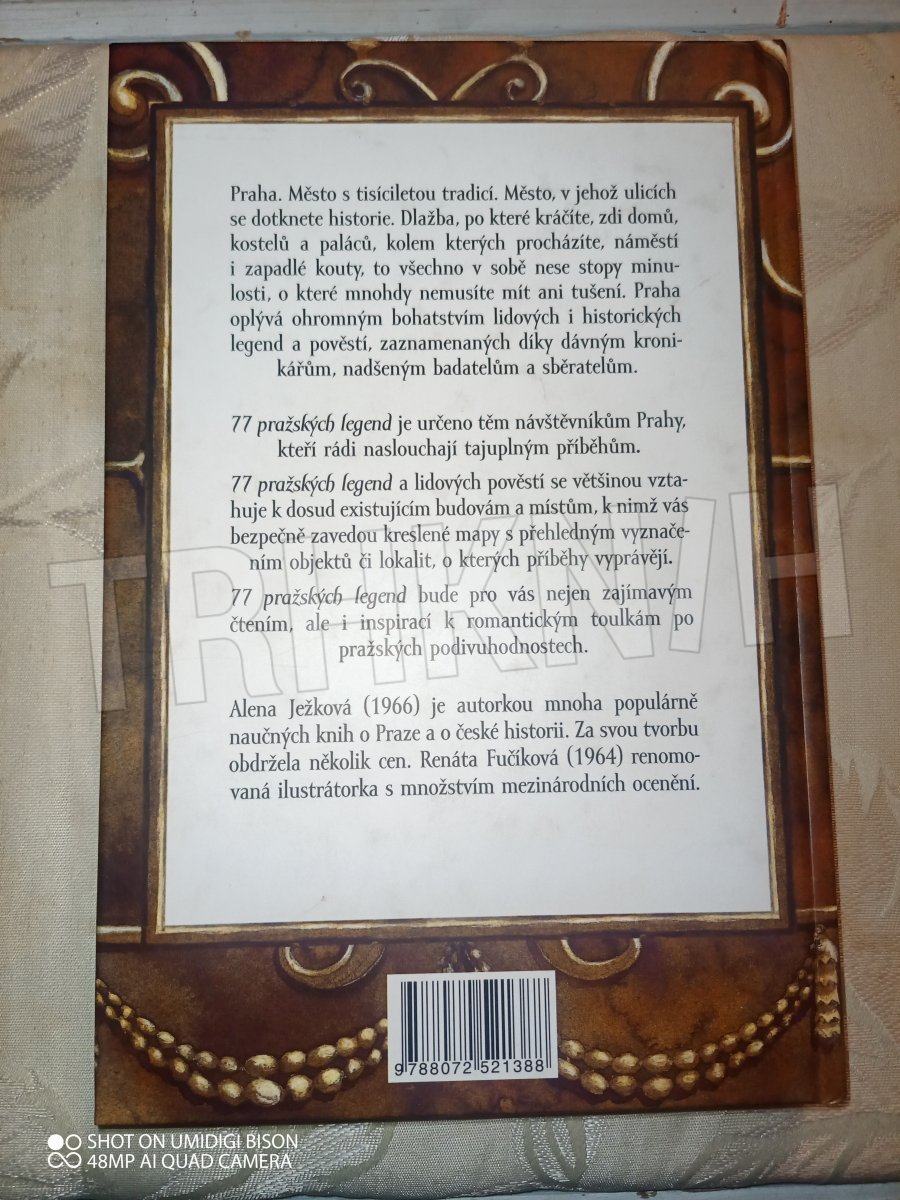 Praha. Město s tisíciletou tradicí. Město, v jehož ulicích
se dotknete historie. Dlažba, po které kráčíte, zdi domů,
kostelů a paláců, kolem kterých procházíte, náměstí
i zapadlé kouty, to všechno v sobě nese stopy minu-
losti, o které mnohdy nemusíte mít ani tušení. Praha
oplývá ohromným bohatstvím lidových i historických
legend a pověstí, zaznamenaných díky dávným kroni-
kářům, nadšeným badatelům a sběratelům.
77 pražských legend je určeno těm návštěvníkům Prahy,
kteří rádi naslouchají tajuplným příběhům.
77 pražských legend a lidových pověstí se většinou vzta-
huje k dosud existujícím budovám a místům, k nimž vás
bezpečně zavedou kreslené mapy s přehledným vyznače-
ním objektů či lokalit, o kterých příběhy vyprávějí.
77 pražských legend bude pro vás nejen zajímavým
čtením, ale i inspirací k romantickým toulkám po
pražských podivuhodnostech.
Alena Ježková (1966) je autorkou mnoha populárně
naučných knih o Praze a o české historii. Za svou tvorbu
obdržela několik cen. Renáta Fučíková (1964) renomo-
vaná ilustrátorka s množstvím mezinárodních ocenění.
TRHKNIH
9 788072 521388
SHOT ON UMIDIGI BISON
48MP AI QUAD CAMERA